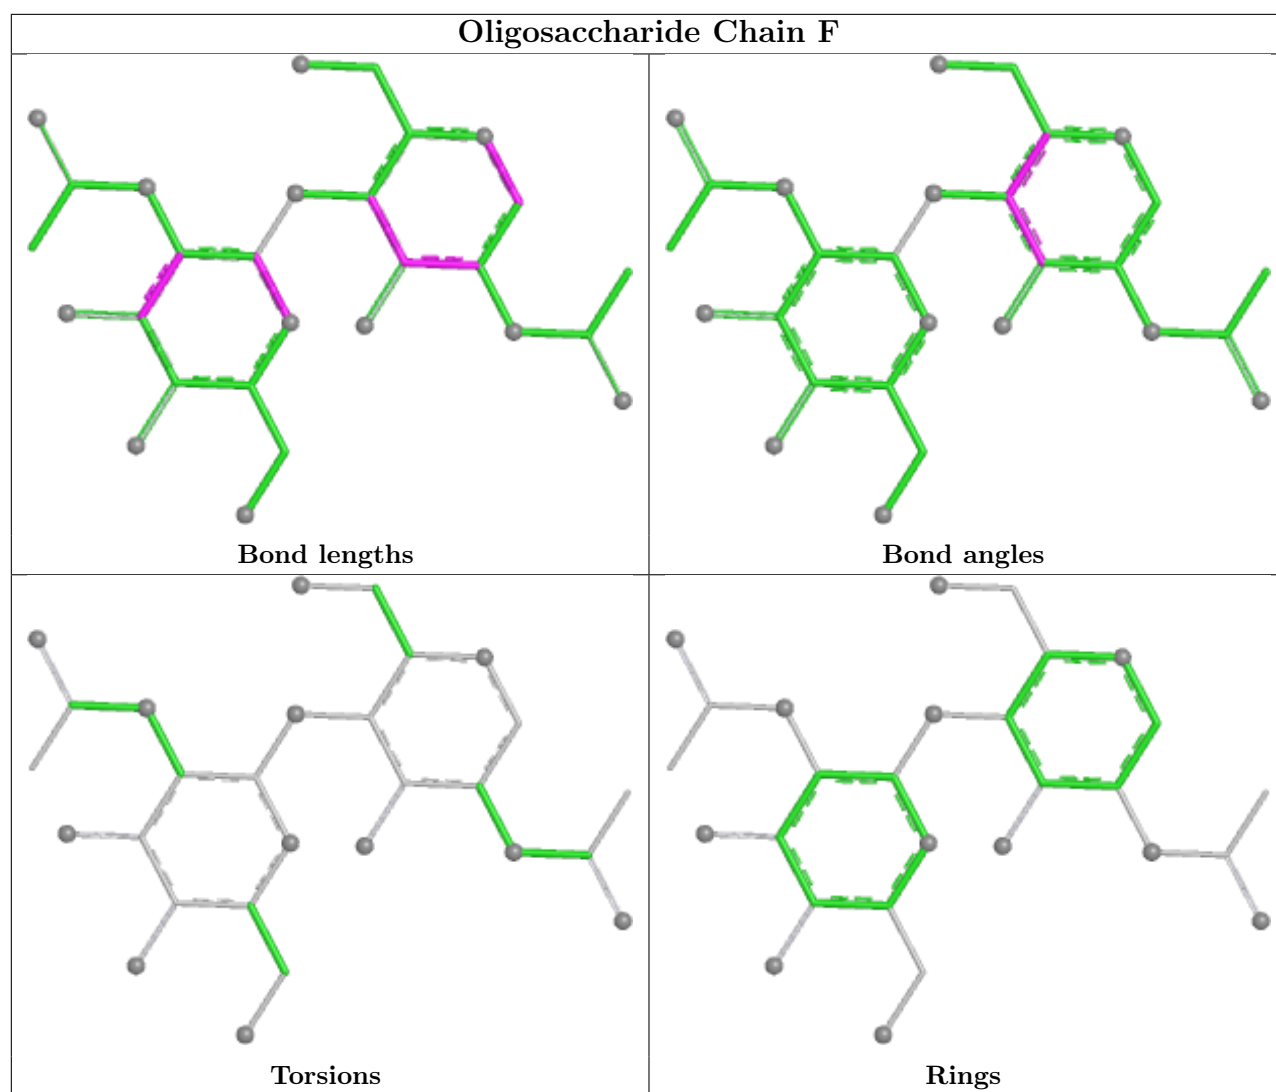 Oligosaccharide Chain F
Bond lengths
Bond angles
Torsions
Rings